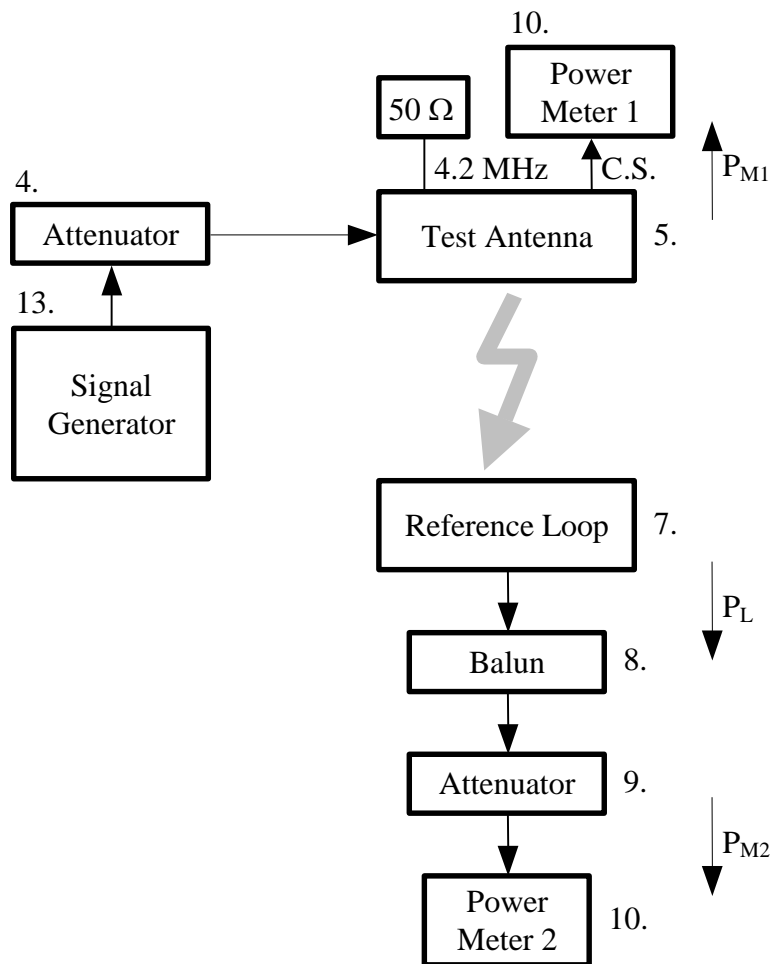 10.
Power
Meter 1
50 Ω
P_M1
4.2 MHz
C.S.
4.
Attenuator
Test Antenna
5.
13.
Signal
Generator
Reference Loop
7.
P_L
Balun
8.
Attenuator
9.
P_M2
Power
Meter 2
10.